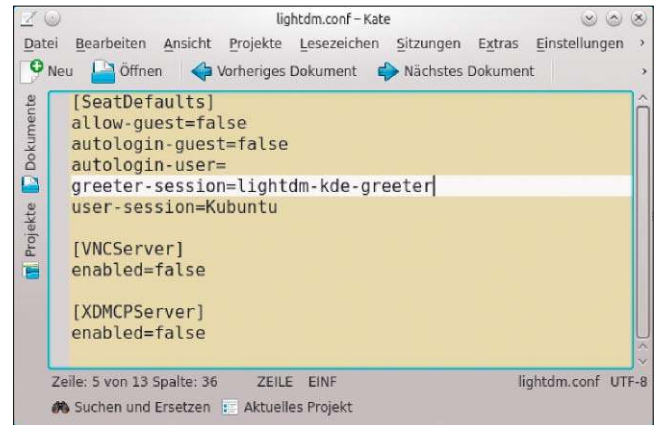 lightdm.conf – Kate
Datei Bearbeiten Ansicht Projekte Lesezeichen Sitzungen Extras Einstellungen
Neu Öffnen Vorheriges Dokument Nächstes Dokument
Dokumente
Projekte
[SeatDefaults]
allow-guest=false
autologin-guest=false
autologin-user=
greeter-session=lightdm-kde-greeter
user-session=Kubuntu
[VNCServer]
enabled=false
[XDMCPServer]
enabled=false
Zeile: 5 von 13 Spalte: 36 ZEILE EINF lightdm.conf UTF-8
Suchen und Ersetzen Aktuelles Projekt